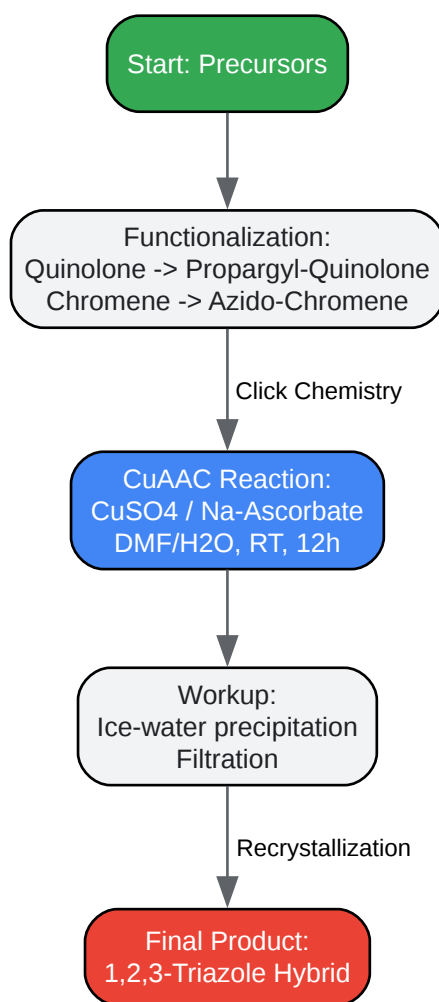 Start: Precursors
Functionalization:
Quinolone -> Propargyl-Quinolone
Chromene -> Azido-Chromene
Click Chemistry
CuAAC Reaction:
CuSO4 / Na-Ascorbate
DMF/H2O, RT, 12h
Workup:
Ice-water precipitation
Filtration
Recrystallization
Final Product:
1,2,3-Triazole Hybrid